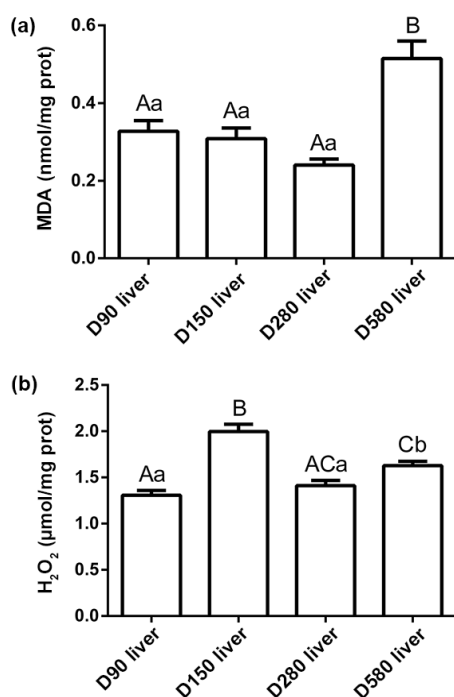 (a)
MDA (nmol/mg prot)
0.6
0.4
0.2
0.0
Aa
Aa
Aa
B
D90 liver
D150 liver
D280 liver
D580 liver
(b)
H₂O₂ (µmol/mg prot)
2.5
2.0
1.5
1.0
0.5
0.0
Aa
B
ACa
Cb
D90 liver
D150 liver
D280 liver
D580 liver